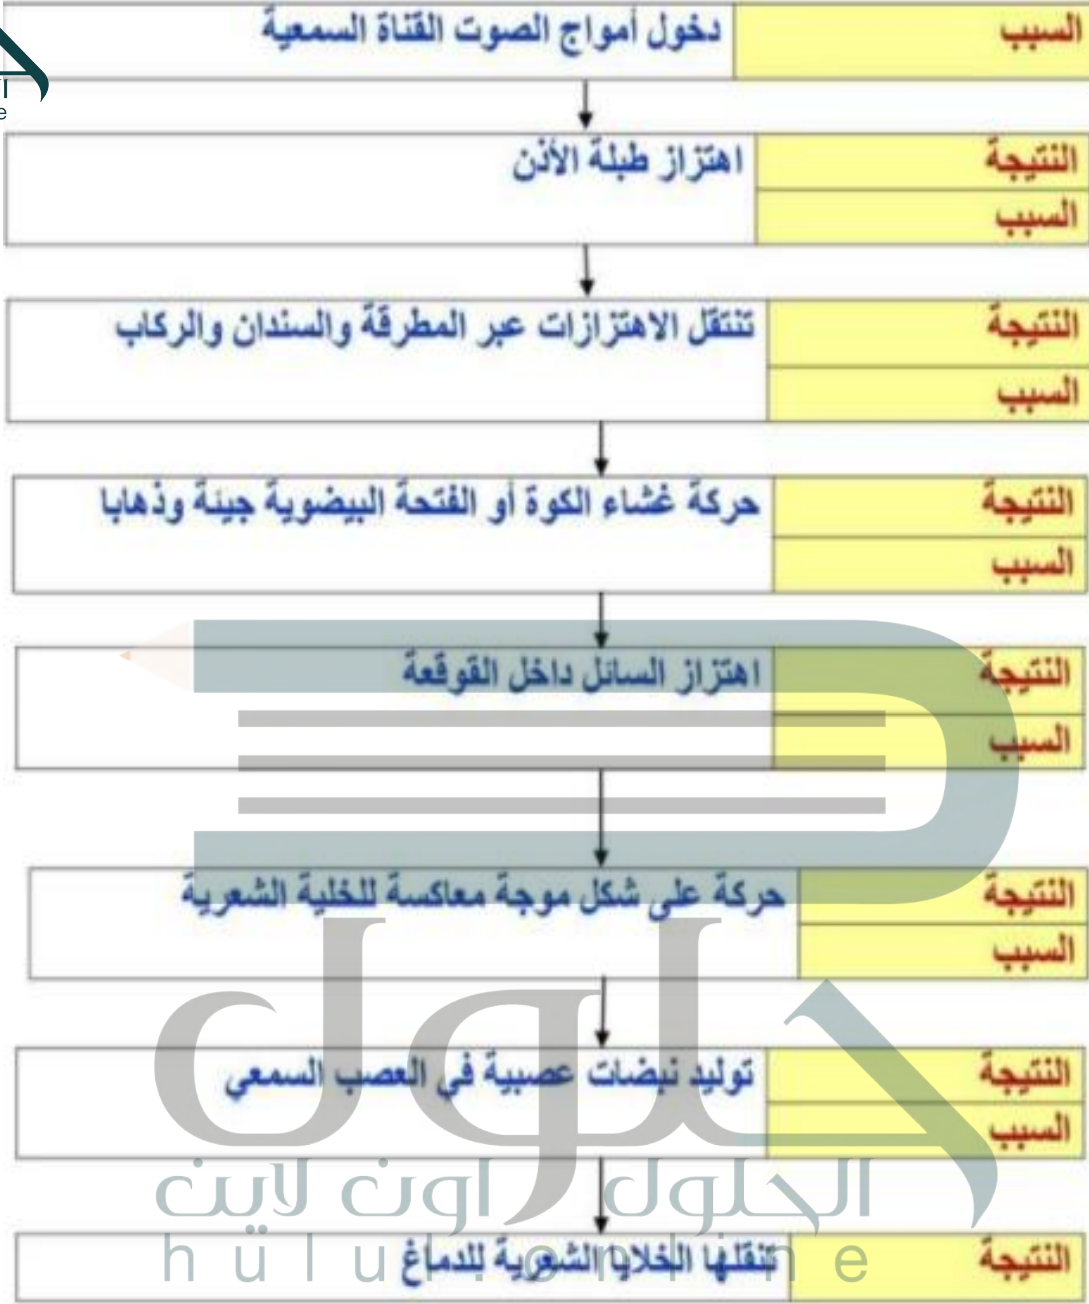 السبب دخول أمواج الصوت القناة السمعية
النتيجة اهتزاز طبلة الأذن
السبب
النتيجة تنتقل الاهتزازات عبر المطرقة والسندان والركاب
السبب
النتيجة حركة غشاء الكوة أو الفتحة البيضوية جيئة وذهابا
السبب
النتيجة اهتزاز السائل داخل القوقعة
السبب
النتيجة حركة على شكل موجة معاكسة للخلية الشعرية
السبب
النتيجة توليد نبضات عصبية في العصب السمعي
السبب
حلول
الحلول اون لاين
النتيجة تنقلها الخلايا الشعرية للدماغ
hulul.online